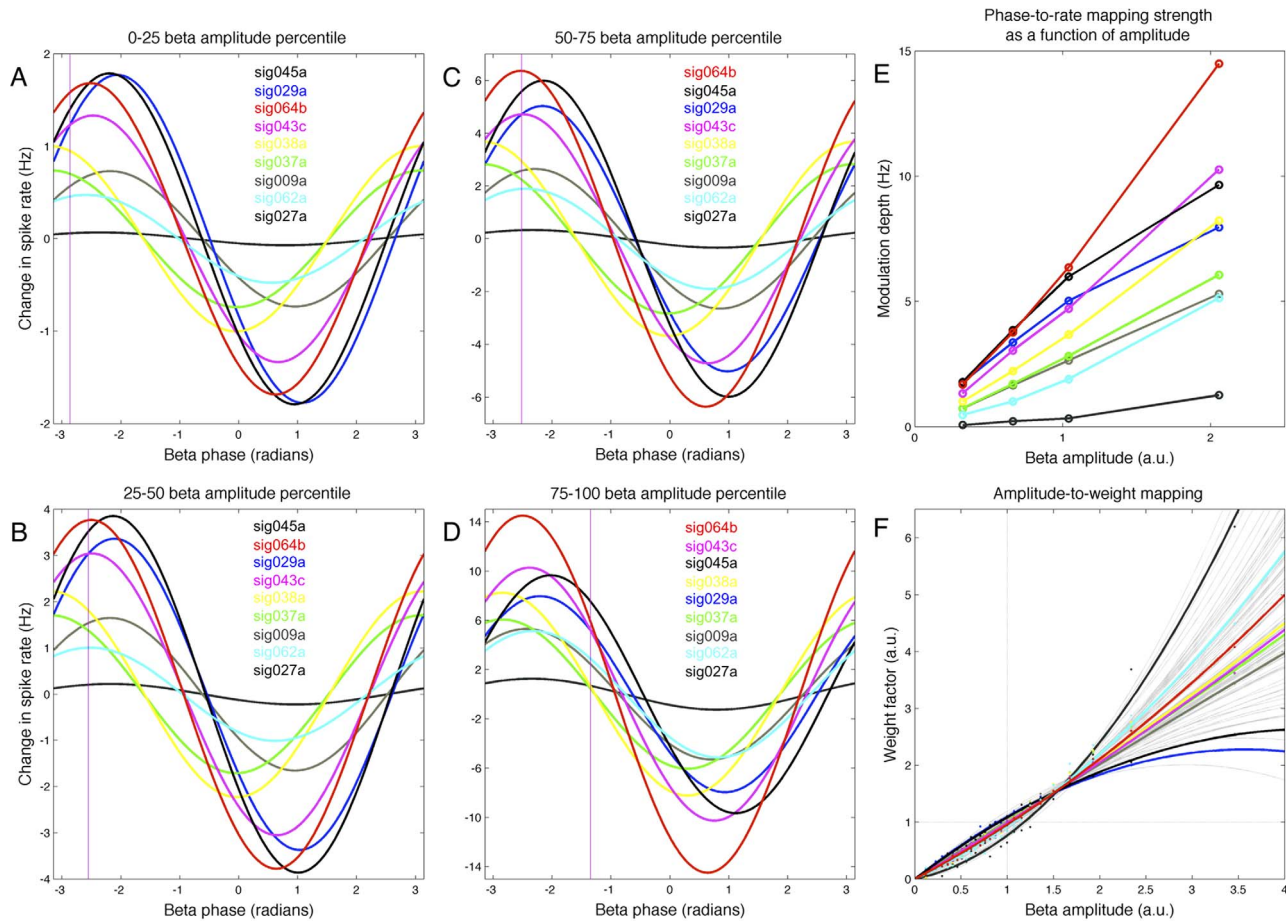 0-25 beta amplitude percentile
A
2
1
0
-1
-2
Change in spike rate (Hz)
sig045a
sig029a
sig064b
sig043c
sig038a
sig037a
sig009a
sig062a
sig027a
-3 -2 -1 0 1 2 3
Beta phase (radians)
50-75 beta amplitude percentile
C
6
4
2
0
-2
-4
-6
sig064b
sig045a
sig029a
sig043c
sig038a
sig037a
sig009a
sig062a
sig027a
-3 -2 -1 0 1 2 3
Beta phase (radians)
Phase-to-rate mapping strength
as a function of amplitude
E
15
10
5
0
Modulation depth (Hz)
0 1 2
Beta amplitude (a.u.)
25-50 beta amplitude percentile
B
4
3
2
1
0
-1
-2
-3
-4
Change in spike rate (Hz)
sig045a
sig064b
sig029a
sig043c
sig038a
sig037a
sig009a
sig062a
sig027a
-3 -2 -1 0 1 2 3
Beta phase (radians)
75-100 beta amplitude percentile
D
14
10
6
2
-2
-6
-10
-14
sig064b
sig043c
sig045a
sig038a
sig029a
sig037a
sig009a
sig062a
sig027a
-3 -2 -1 0 1 2 3
Beta phase (radians)
Amplitude-to-weight mapping
F
6
5
4
3
2
1
0
Weight factor (a.u.)
0 0.5 1 1.5 2 2.5 3 3.5 4
Beta amplitude (a.u.)